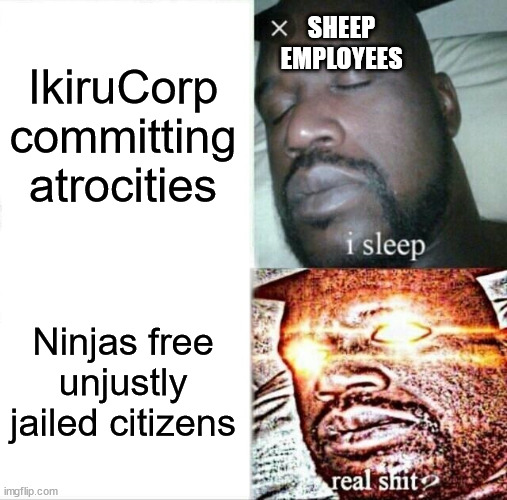 IkiruCorp
committing
atrocities
× SHEEP
EMPLOYEES
i sleep
Ninjas free
unjustly
jailed citizens
real shit?
imgflip.com